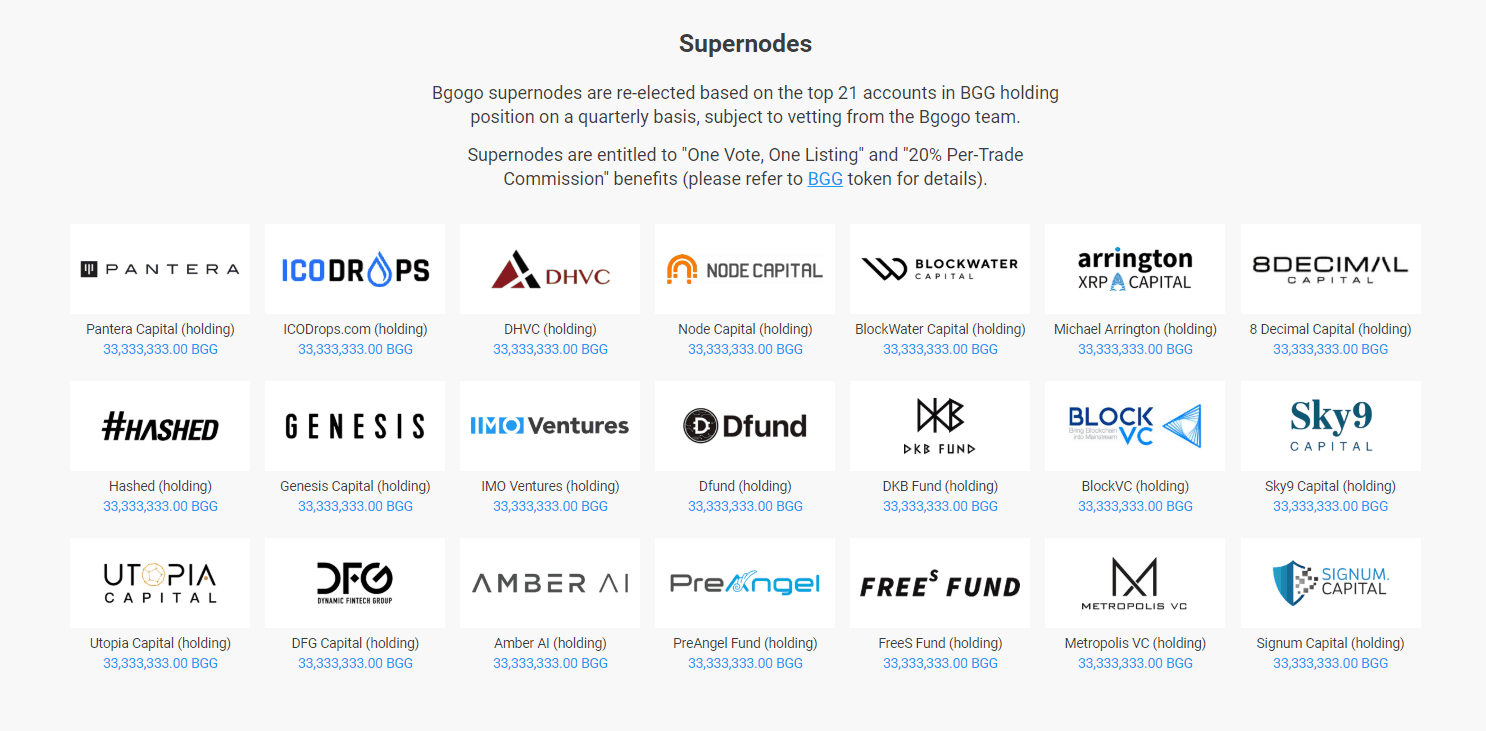 Supernodes
Bgogo supernodes are re-elected based on the top 21 accounts in BGG holding
position on a quarterly basis, subject to vetting from the Bgogo team.
Supernodes are entitled to "One Vote, One Listing" and "20% Per-Trade
Commission" benefits (please refer to BGG token for details).
PANTERA
ICODROPS
DHVC
NODE CAPITAL
BLOCKWATER
CAPITAL
arrington
XRP CAPITAL
8DECIMAL
CAPITAL
Pantera Capital (holding)
ICODrops.com (holding)
DHVC (holding)
Node Capital (holding)
BlockWater Capital (holding)
Michael Arrington (holding)
8 Decimal Capital (holding)
33,333,333.00 BGG
33,333,333.00 BGG
33,333,333.00 BGG
33,333,333.00 BGG
33,333,333.00 BGG
33,333,333.00 BGG
33,333,333.00 BGG
#HASHED
GENESIS
IMO Ventures
Dfund
DKB FUND
BLOCK
Bring Blockchain
into Mainstream
VC
Sky9
CAPITAL
Hashed (holding)
Genesis Capital (holding)
IMO Ventures (holding)
Dfund (holding)
DKB Fund (holding)
BlockVC (holding)
Sky9 Capital (holding)
33,333,333.00 BGG
33,333,333.00 BGG
33,333,333.00 BGG
33,333,333.00 BGG
33,333,333.00 BGG
33,333,333.00 BGG
33,333,333.00 BGG
UTOPIA
CAPITAL
DFG
DYNAMIC FINTECH GROUP
AMBER AI
PreAngel
FREES FUND
METROPOLIS VC
SIGNUM.
CAPITAL
Utopia Capital (holding)
DFG Capital (holding)
Amber AI (holding)
PreAngel Fund (holding)
FreeS Fund (holding)
Metropolis VC (holding)
Signum Capital (holding)
33,333,333.00 BGG
33,333,333.00 BGG
33,333,333.00 BGG
33,333,333.00 BGG
33,333,333.00 BGG
33,333,333.00 BGG
33,333,333.00 BGG